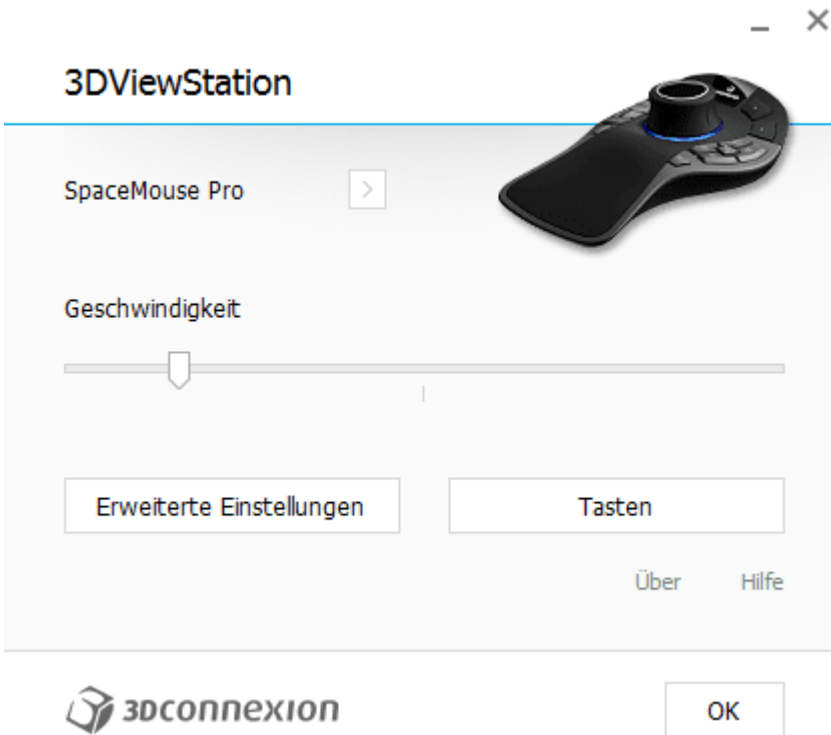 3DViewStation
SpaceMouse Pro
Geschwindigkeit
Erweiterte Einstellungen
Tasten
Über
Hilfe
3Dconnexion
OK